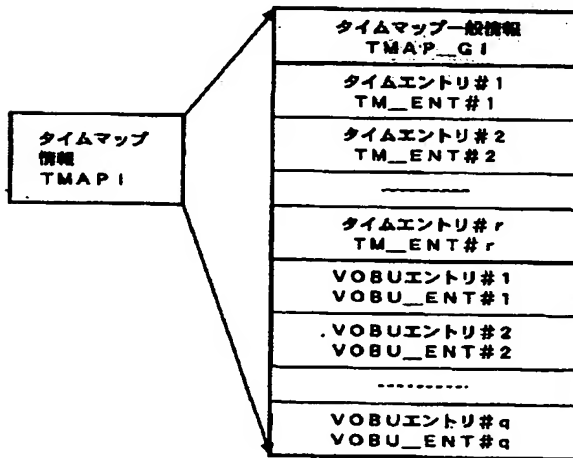 タイムマップ
情報
TMAPI
タイムマップ一般情報
TMAP_GI
タイムエントリ#1
TM_ENT#1
タイムエントリ#2
TM_ENT#2
----------
タイムエントリ#r
TM_ENT#r
VOBUエントリ#1
VOBU_ENT#1
VOBUエントリ#2
VOBU_ENT#2
----------
VOBUエントリ#q
VOBU_ENT#q